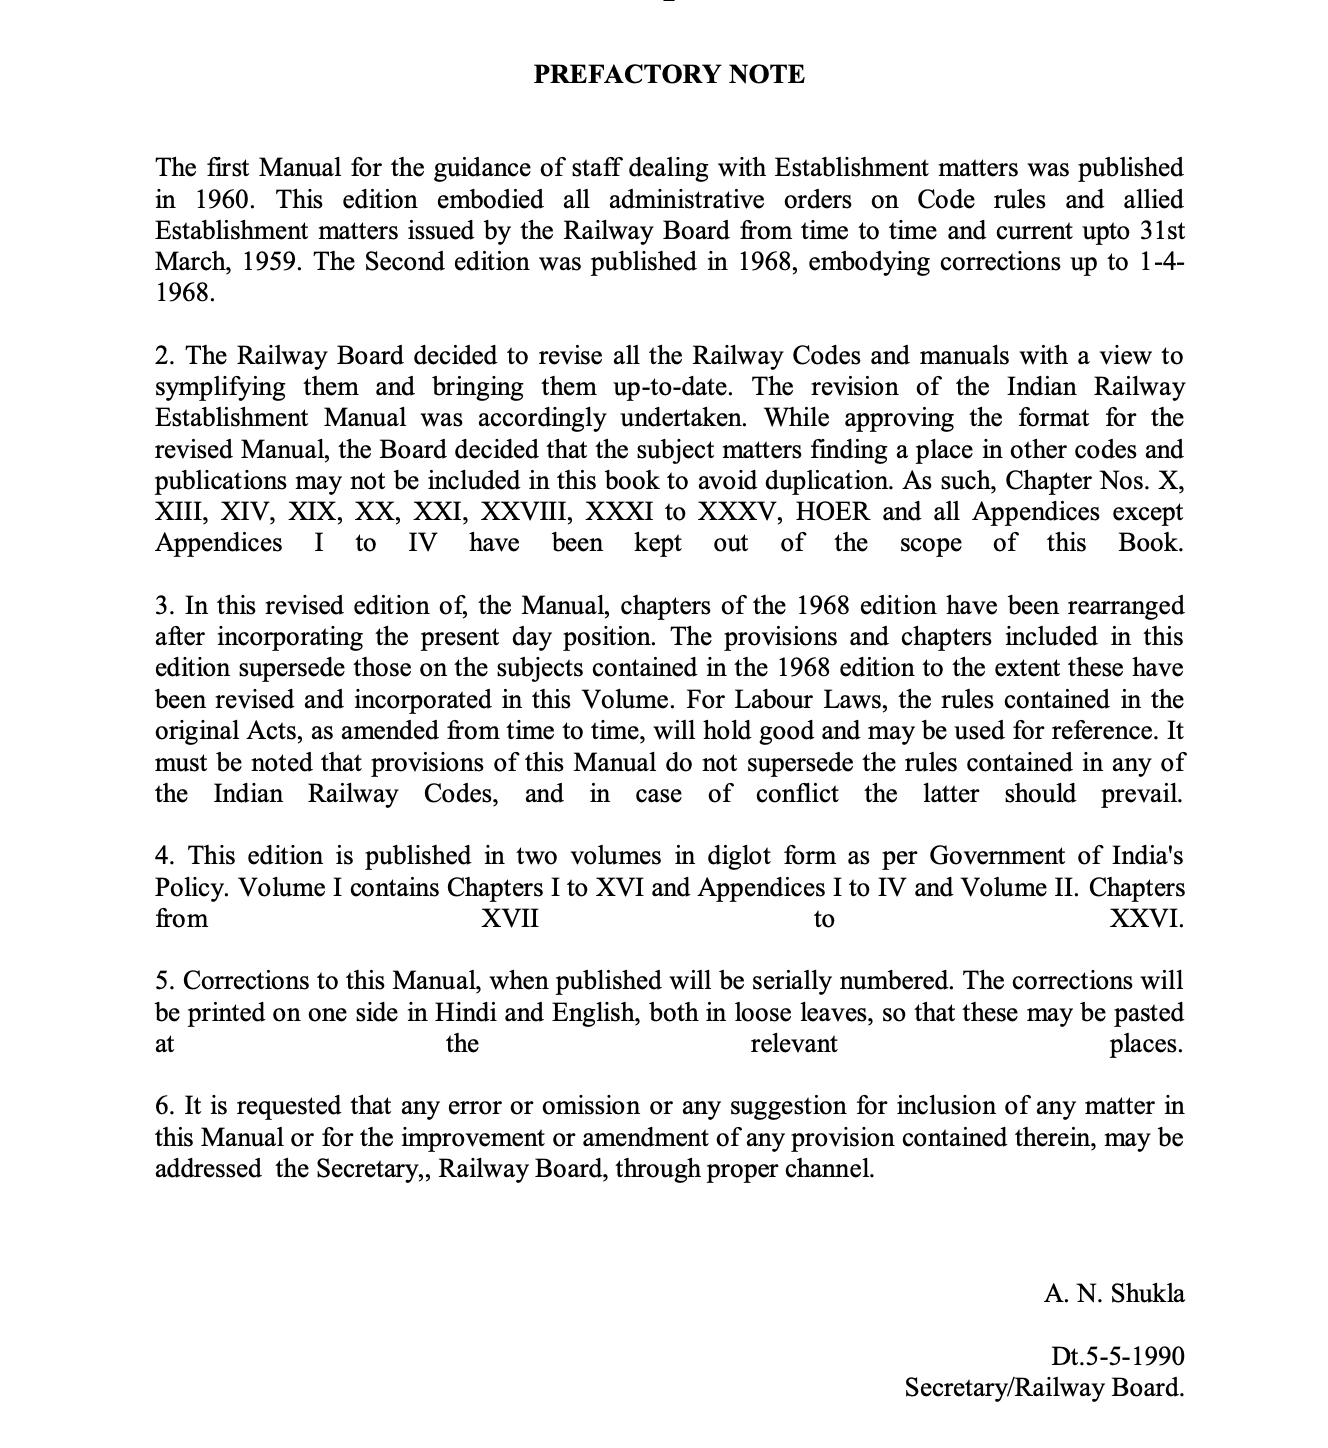 PREFACTORY NOTE
The first Manual for the guidance of staff dealing with Establishment matters was published
in 1960. This edition embodied all administrative orders on Code rules and allied
Establishment matters issued by the Railway Board from time to time and current upto 31st
March, 1959. The Second edition was published in 1968, embodying corrections up to 1-4-
1968.
2. The Railway Board decided to revise all the Railway Codes and manuals with a view to
symplifying them and bringing them up-to-date. The revision of the Indian Railway
Establishment Manual was accordingly undertaken. While approving the format for the
revised Manual, the Board decided that the subject matters finding a place in other codes and
publications may not be included in this book to avoid duplication. As such, Chapter Nos. X,
XIII, XIV, XIX, XX, XXI, XXVIII, XXXI to XXXV, HOER and all Appendices except
Appendices I to IV have been kept out of the scope of this Book.
3. In this revised edition of, the Manual, chapters of the 1968 edition have been rearranged
after incorporating the present day position. The provisions and chapters included in this
edition supersede those on the subjects contained in the 1968 edition to the extent these have
been revised and incorporated in this Volume. For Labour Laws, the rules contained in the
original Acts, as amended from time to time, will hold good and may be used for reference. It
must be noted that provisions of this Manual do not supersede the rules contained in any of
the Indian Railway Codes, and in case of conflict the latter should prevail.
4. This edition is published in two volumes in diglot form as per Government of India's
Policy. Volume I contains Chapters I to XVI and Appendices I to IV and Volume II. Chapters
from XVII to XXVI.
5. Corrections to this Manual, when published will be serially numbered. The corrections will
be printed on one side in Hindi and English, both in loose leaves, so that these may be pasted
at the relevant places.
6. It is requested that any error or omission or any suggestion for inclusion of any matter in
this Manual or for the improvement or amendment of any provision contained therein, may be
addressed the Secretary,, Railway Board, through proper channel.
A. N. Shukla
Dt.5-5-1990
Secretary/Railway Board.